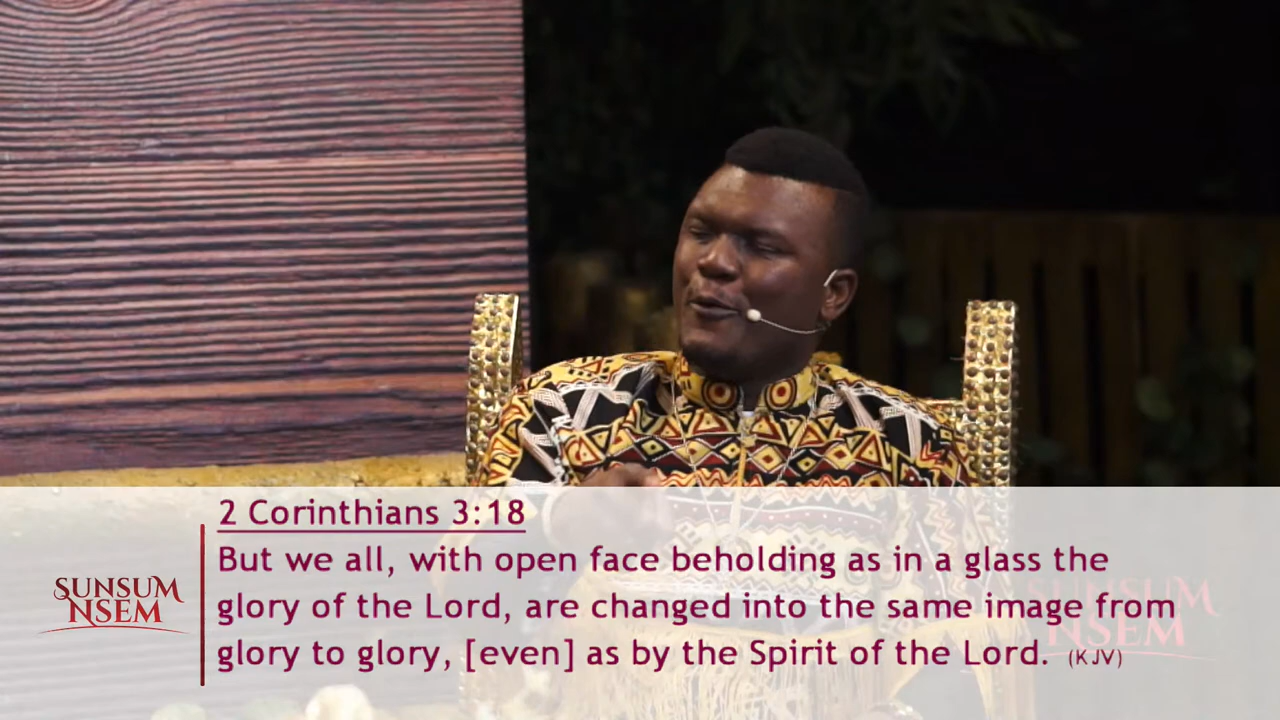 2 Corinthians 3:18
But we all, with open face beholding as in a glass the
glory of the Lord, are changed into the same image from
glory to glory, [even] as by the Spirit of the Lord. (KJV)
SUNSUM
NSEM
SUNSUM
NSEM